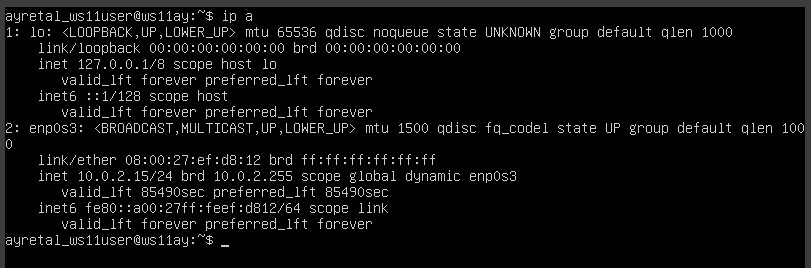 ayretal_ws11user@ws11ay:~$ ip a
1: lo: <LOOPBACK,UP,LOWER_UP> mtu 65536 qdisc noqueue state UNKNOWN group default qlen 1000
    link/loopback 00:00:00:00:00:00 brd 00:00:00:00:00:00
    inet 127.0.0.1/8 scope host lo
       valid_lft forever preferred_lft forever
    inet6 ::1/128 scope host
       valid_lft forever preferred_lft forever
2: enp0s3: <BROADCAST,MULTICAST,UP,LOWER_UP> mtu 1500 qdisc fq_codel state UP group default qlen 100
0
    link/ether 08:00:27:ef:d8:12 brd ff:ff:ff:ff:ff:ff
    inet 10.0.2.15/24 brd 10.0.2.255 scope global dynamic enp0s3
       valid_lft 85490sec preferred_lft 85490sec
    inet6 fe80::a00:27ff:feef:d812/64 scope link
       valid_lft forever preferred_lft forever
ayretal_ws11user@ws11ay:~$ _